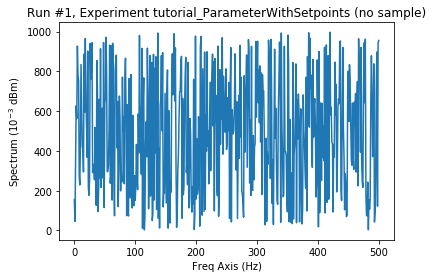 Run #1, Experiment tutorial_ParameterWithSetpoints (no sample)
1000
800
600
400
200
0
Spectrum (10⁻³ dBm)
0 100 200 300 400 500
Freq Axis (Hz)